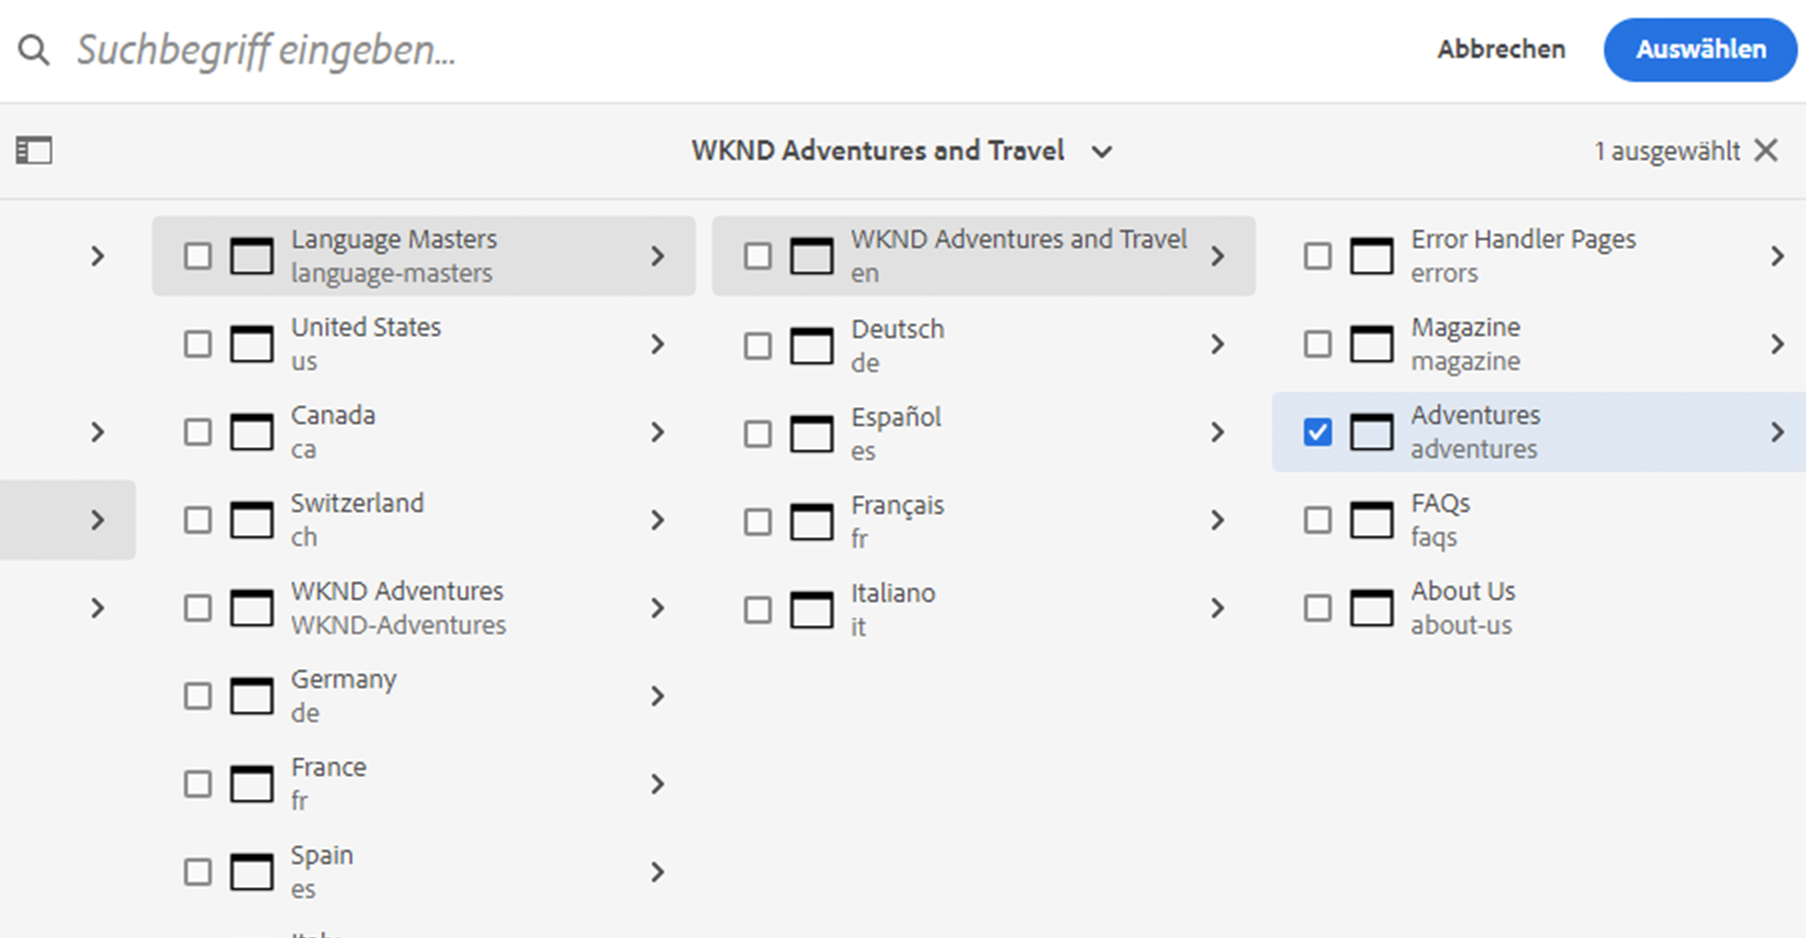 Suchbegriff eingeben...
Abbrechen
Auswählen
WKND Adventures and Travel
1 ausgewählt
Language Masters
language-masters
United States
us
Canada
ca
Switzerland
ch
WKND Adventures
WKND-Adventures
Germany
de
France
fr
Spain
es
WKND Adventures and Travel
en
Deutsch
de
Español
es
Français
fr
Italiano
it
Error Handler Pages
errors
Magazine
magazine
Adventures
adventures
FAQs
faqs
About Us
about-us